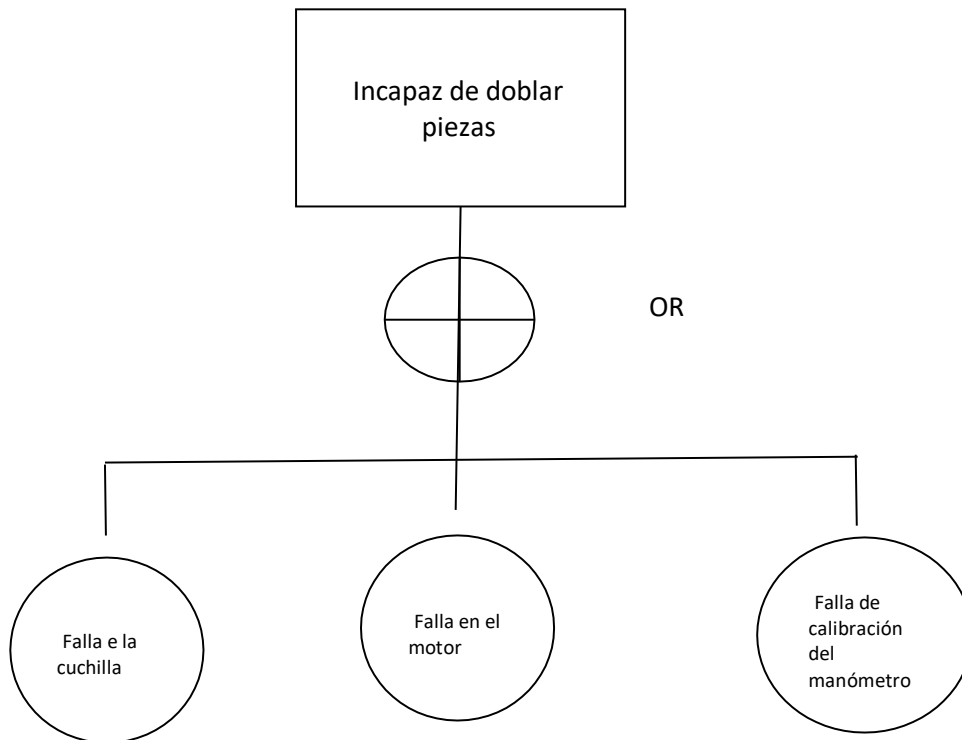 Incapaz de doblar
piezas
OR
Falla e la
cuchilla
Falla en el
motor
Falla de
calibración
del
manómetro